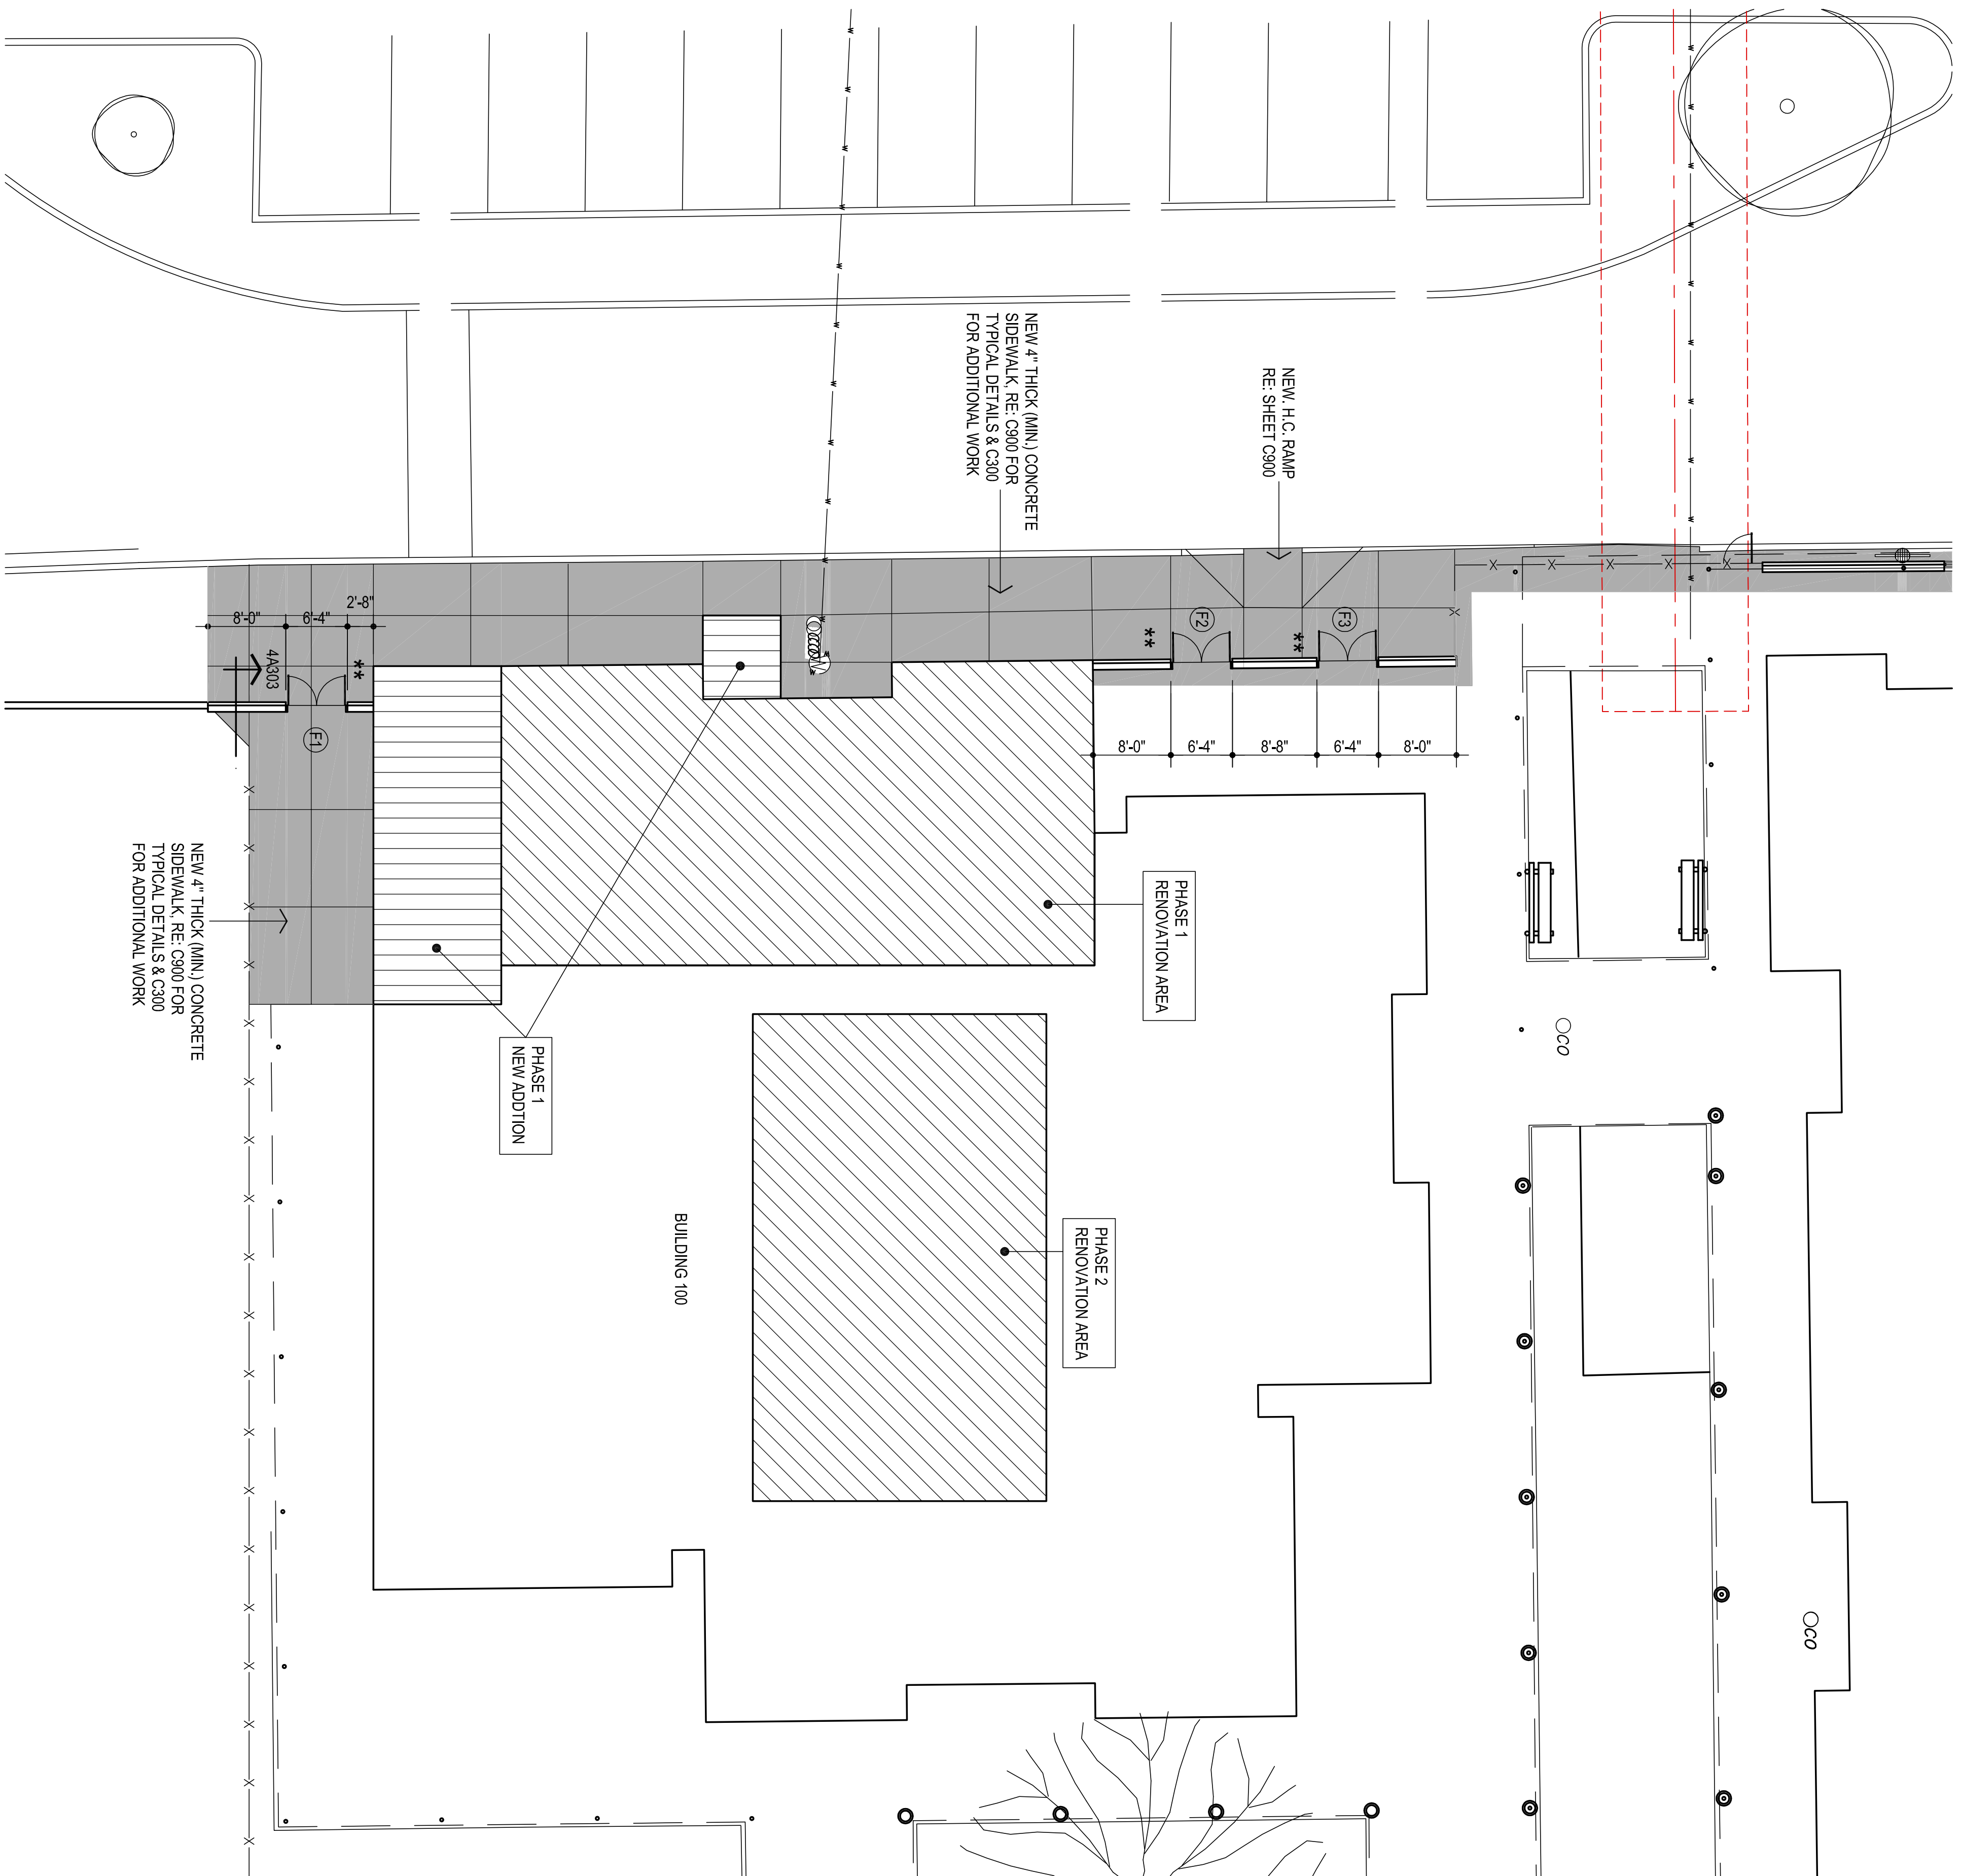 NEW 4" THICK (MIN.) CONCRETE
SIDEWALK, RE: C900 FOR
TYPICAL DETAILS & C300
FOR ADDITIONAL WORK
NEW. H.C. RAMP
RE: SHEET C900
8'-0"
6'-4"
2'-8"
4A303
**
F1
**
F2
**
F3
8'-0"
6'-4"
8'-8"
6'-4"
8'-0"
NEW 4" THICK (MIN.) CONCRETE
SIDEWALK, RE: C900 FOR
TYPICAL DETAILS & C300
FOR ADDITIONAL WORK
PHASE 1
RENOVATION AREA
PHASE 1
NEW ADDTION
PHASE 2
RENOVATION AREA
BUILDING 100
CO
CO